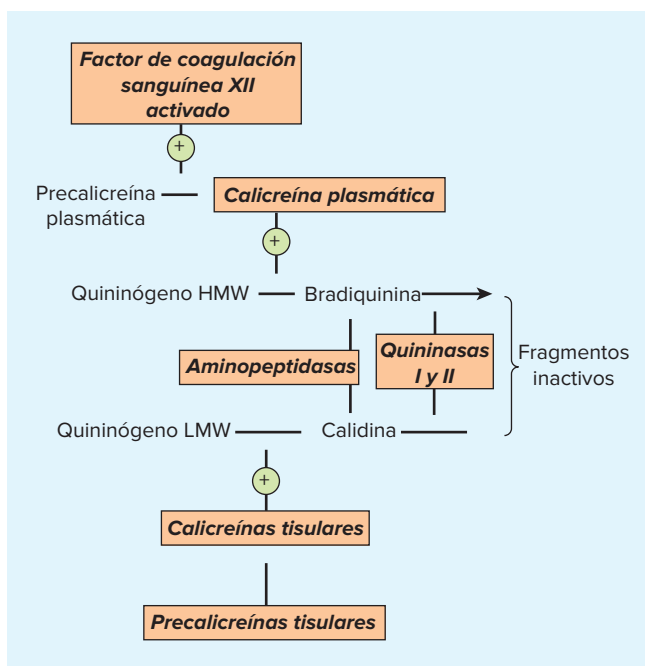 Factor de coagulación
sanguínea XII
activado
+
Precalicreína
plasmática
Calicreína plasmática
+
Quininógeno HMW
Bradiquinina
Aminopeptidasas
Quininasas
I y II
Fragmentos
inactivos
Quininógeno LMW
Calidina
+
Calicreínas tisulares
Precalicreínas tisulares